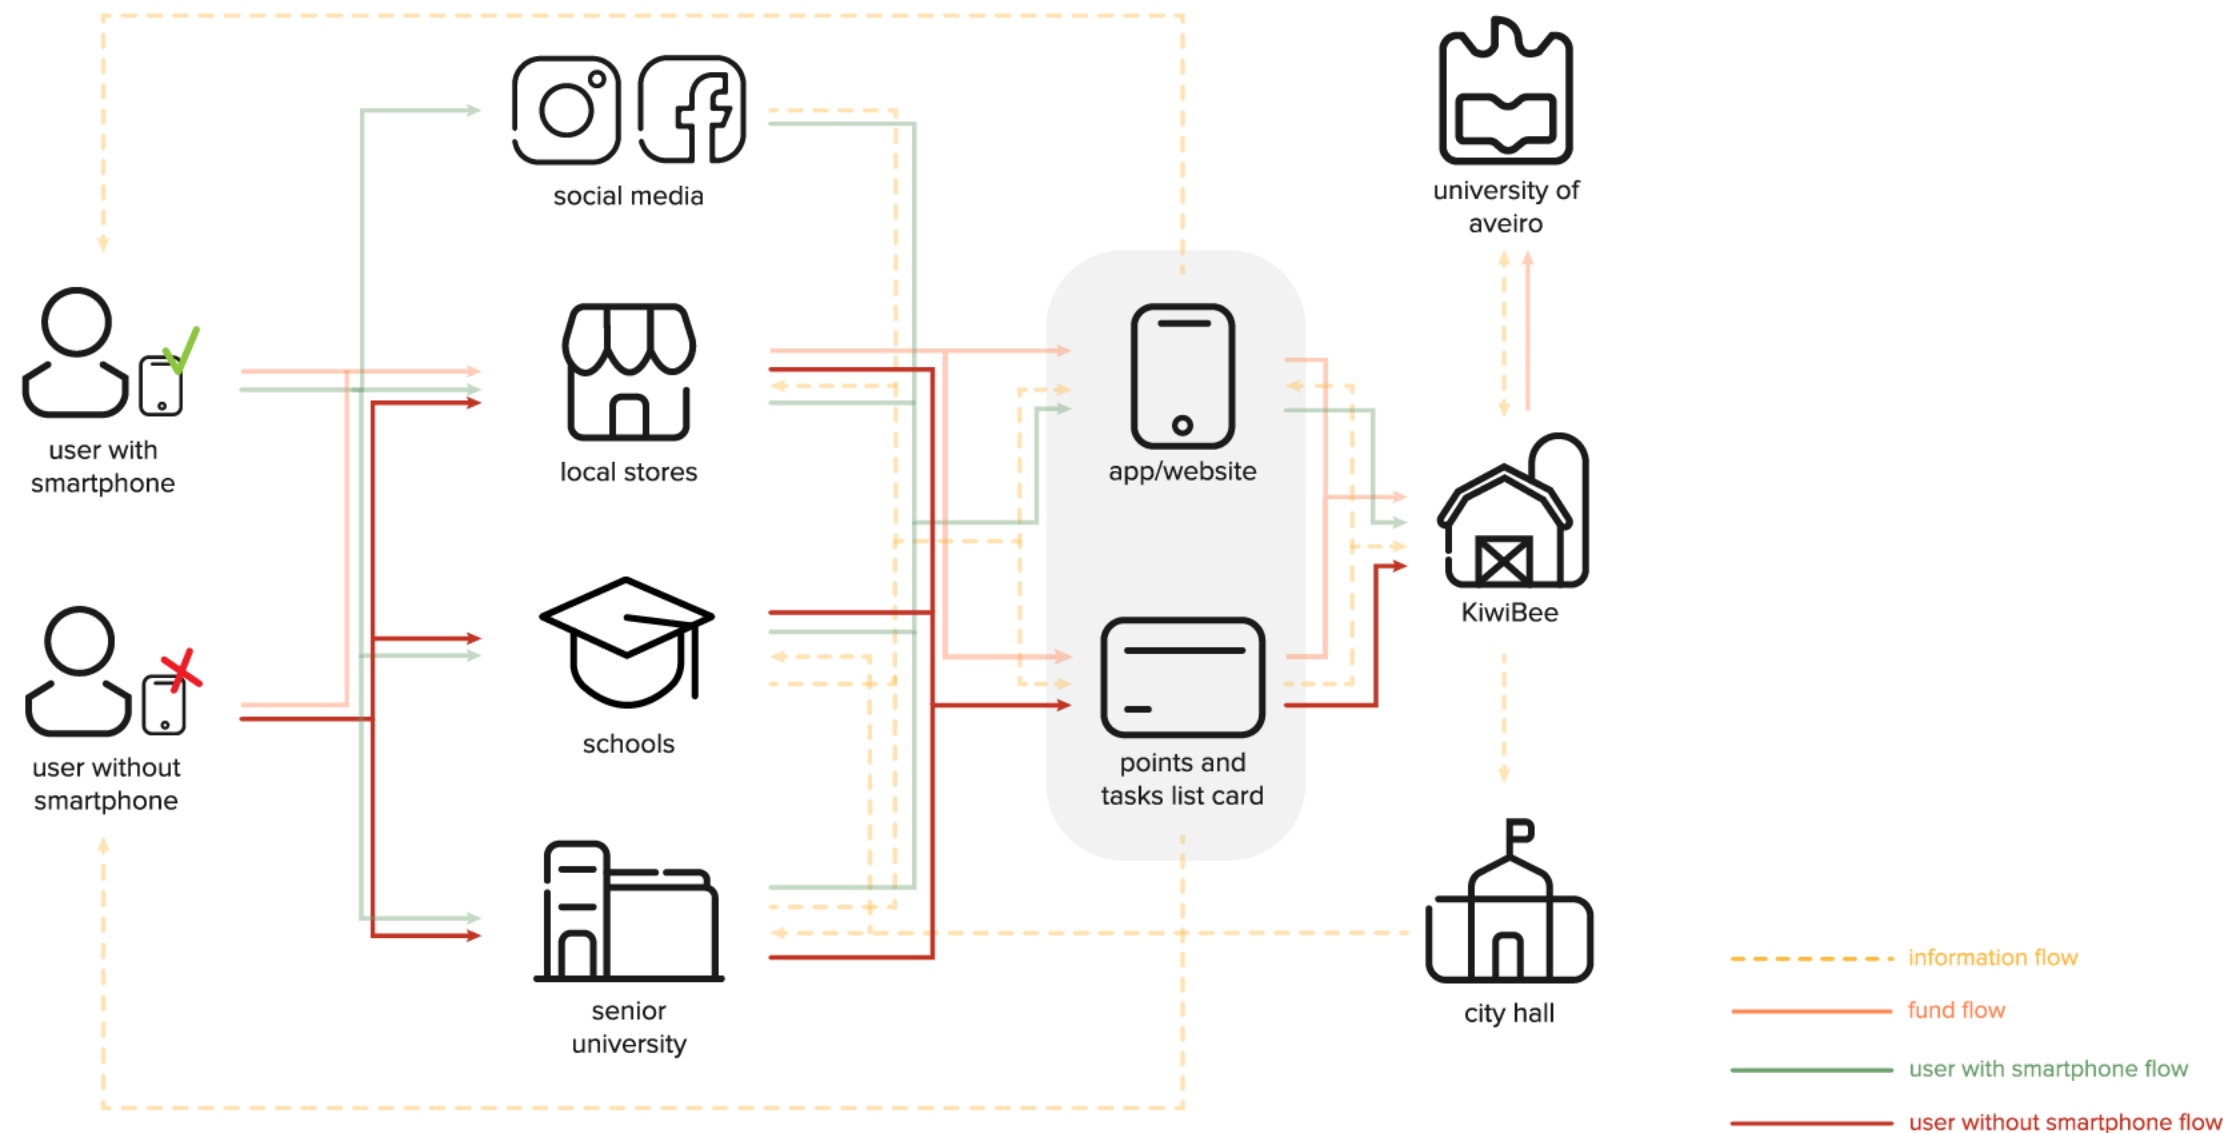 social media
university of
aveiro
user with
smartphone
local stores
app/website
KiwiBee
schools
user without
smartphone
points and
tasks list card
senior
university
city hall
information flow
fund flow
user with smartphone flow
user without smartphone flow